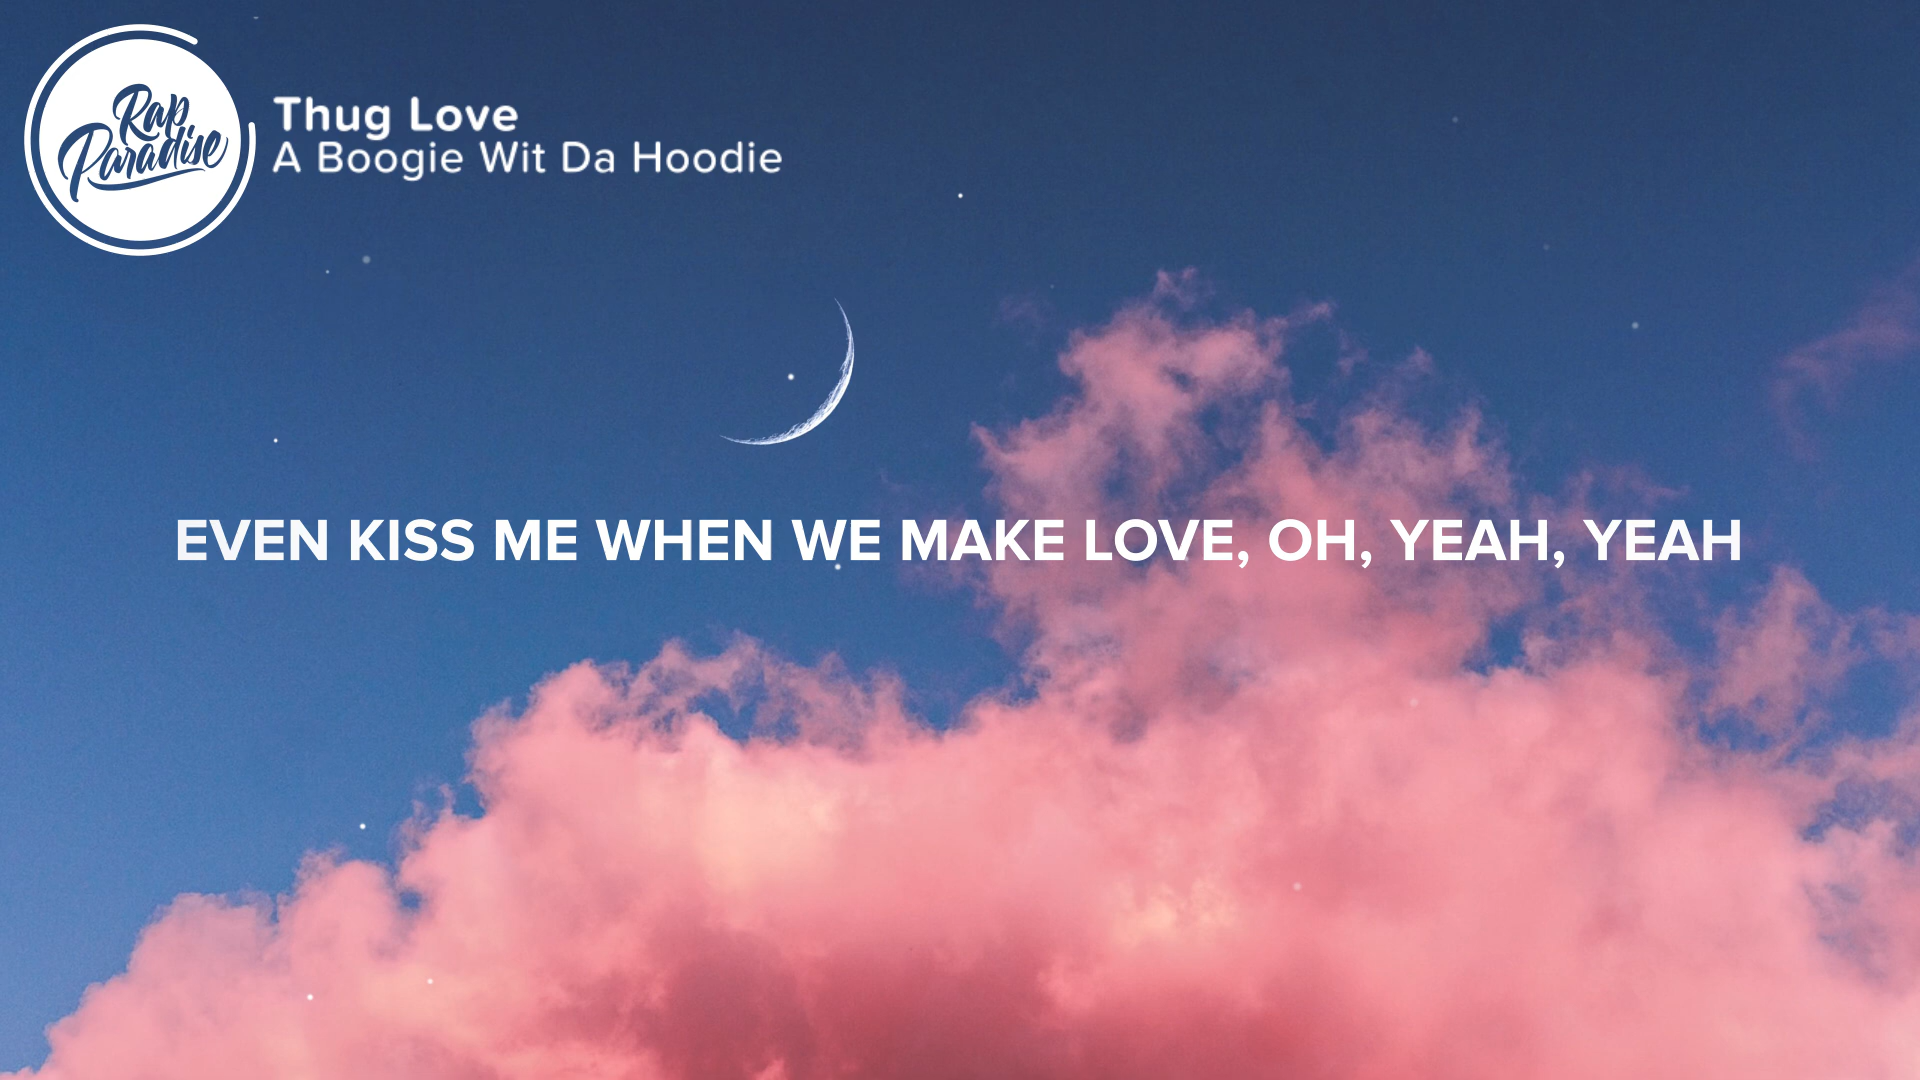 Rap
Paradise
Thug Love
A Boogie Wit Da Hoodie
EVEN KISS ME WHEN WE MAKE LOVE, OH, YEAH, YEAH